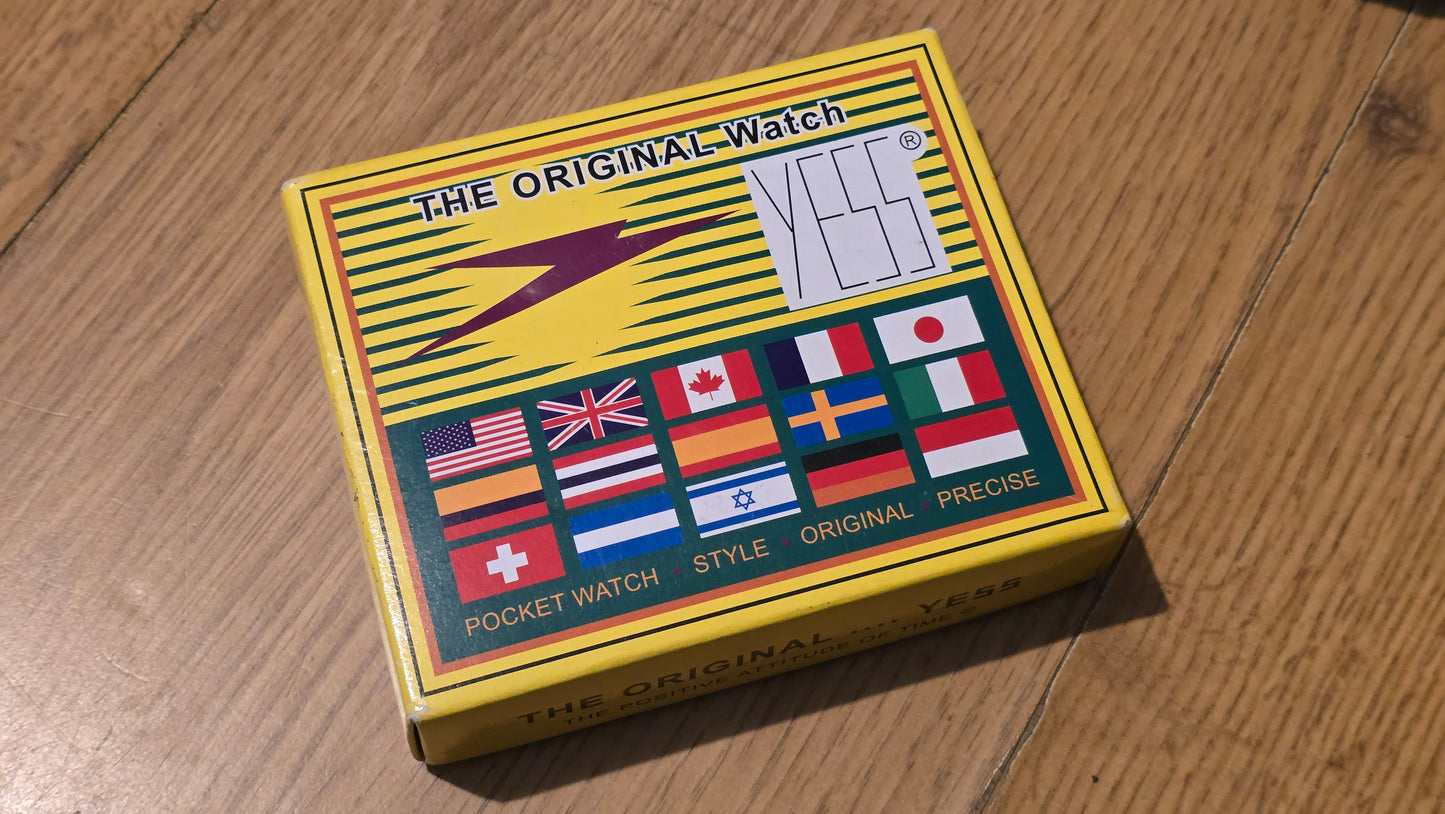 THE ORIGINAL Watch
YESS®
POCKET WATCH • STYLE • ORIGINAL • PRECISE
THE ORIGINAL .... YESS
THE POSITIVE ATTITUDE OF TIME ®